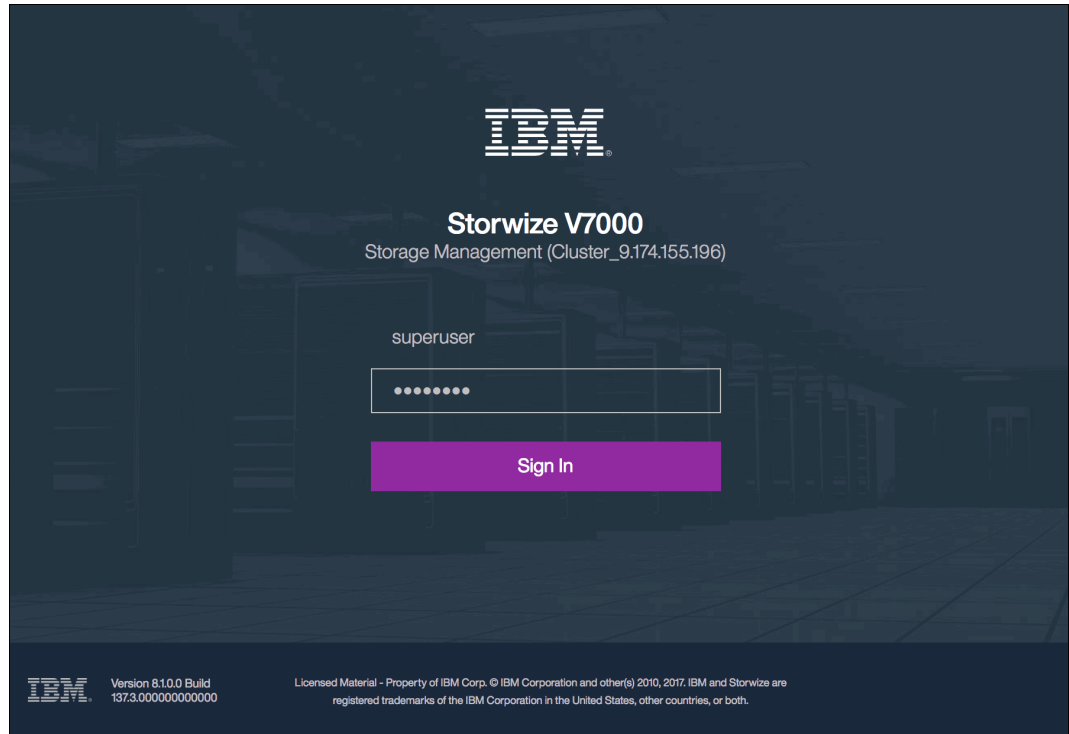 IBM®
Storwize V7000
Storage Management (Cluster_9.174.155.196)
superuser
••••••••
Sign In
IBM.
Version 8.1.0.0 Build
137.3.000000000000
Licensed Material - Property of IBM Corp. © IBM Corporation and other(s) 2010, 2017. IBM and Storwize are
registered trademarks of the IBM Corporation in the United States, other countries, or both.